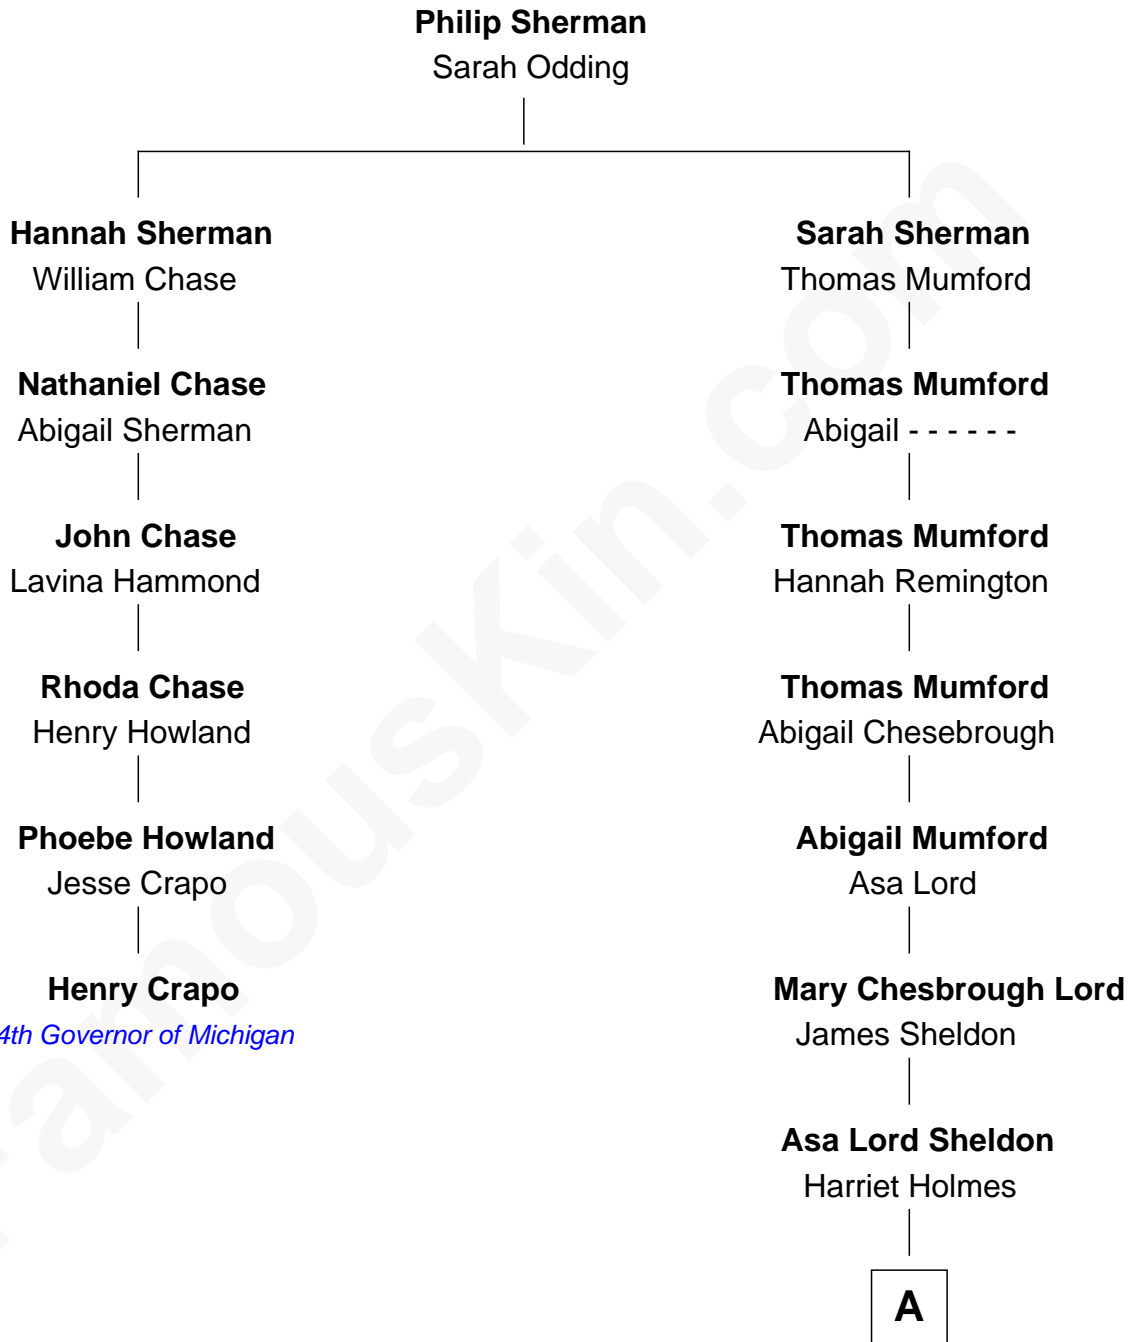 Philip Sherman
Sarah Odding
Hannah Sherman
William Chase
Nathaniel Chase
Abigail Sherman
John Chase
Lavina Hammond
Rhoda Chase
Henry Howland
Phoebe Howland
Jesse Crapo
Henry Crapo
4th Governor of Michigan
Sarah Sherman
Thomas Mumford
Thomas Mumford
Abigail - - - - - -
Thomas Mumford
Hannah Remington
Thomas Mumford
Abigail Chesebrough
Abigail Mumford
Asa Lord
Mary Chesbrough Lord
James Sheldon
Asa Lord Sheldon
Harriet Holmes
A
FamousKin.com